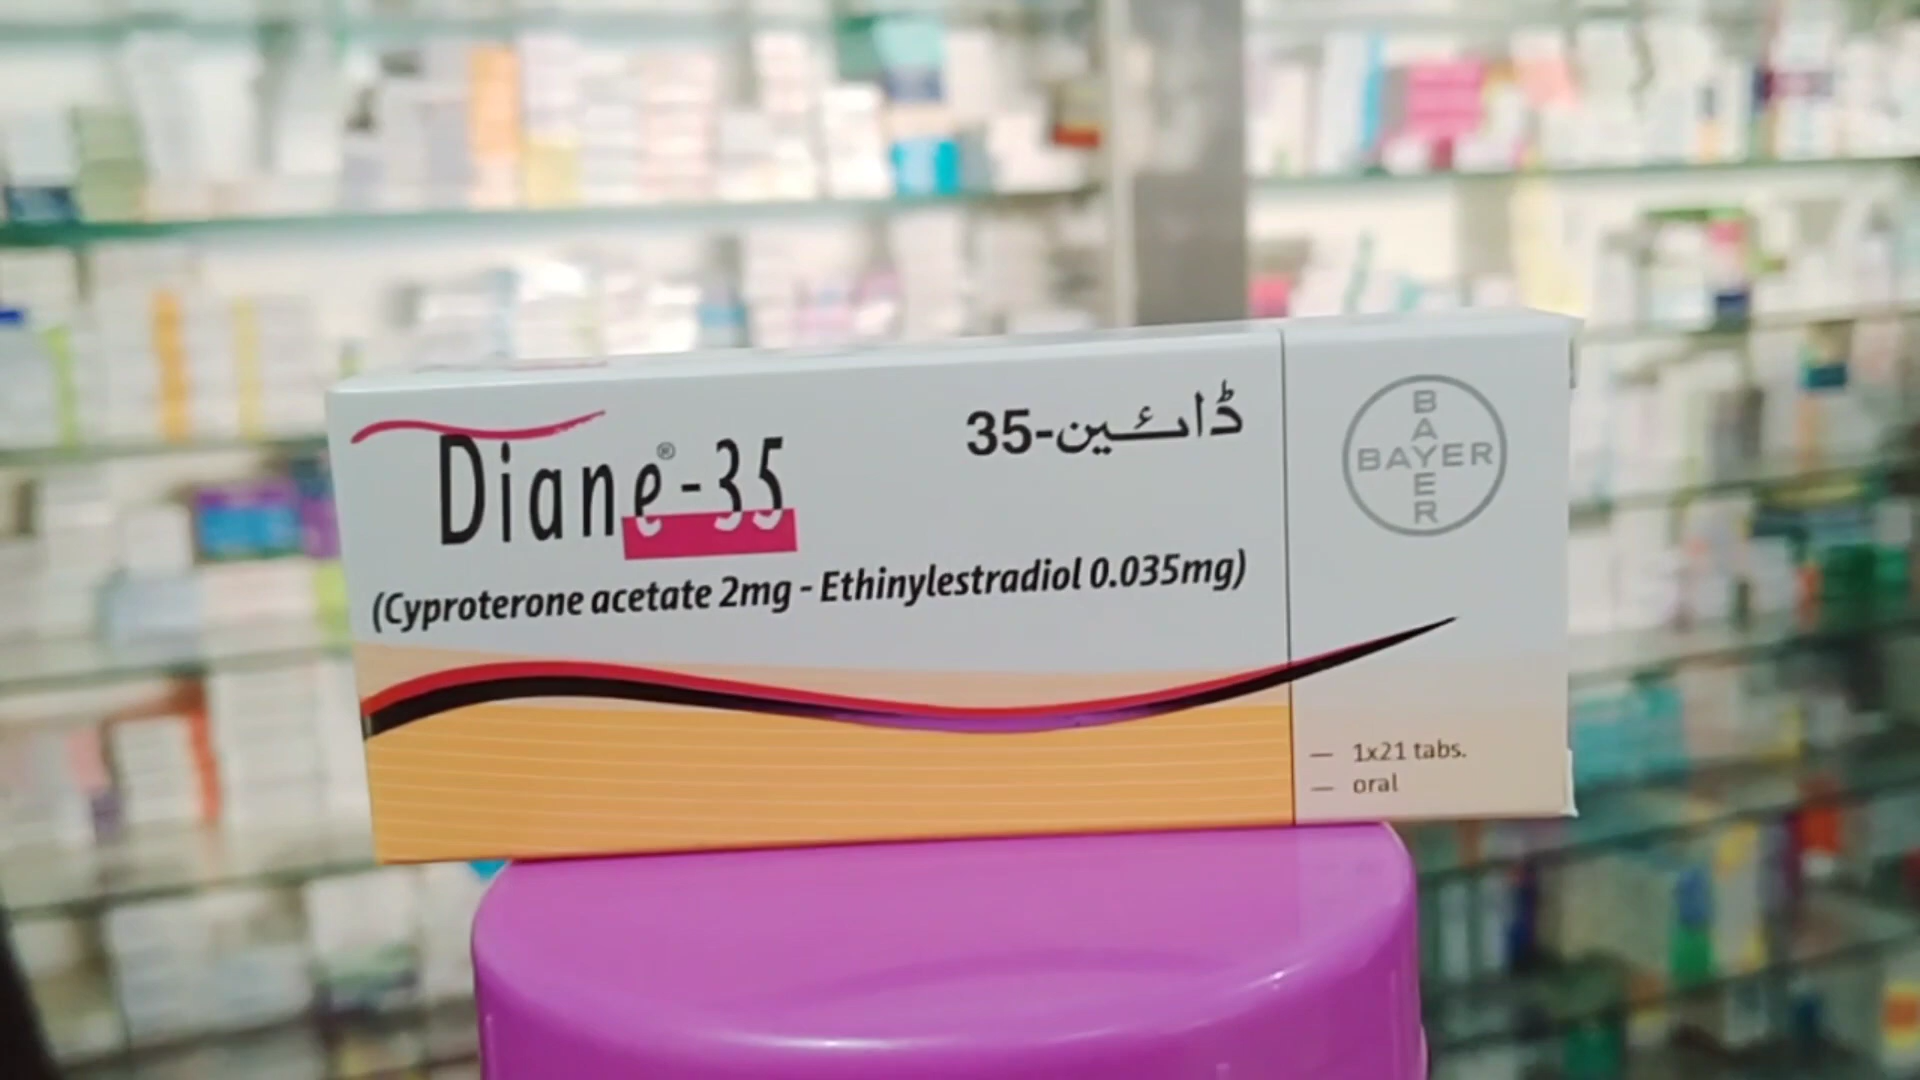 Diane®-35
ڈائین-35
(Cyproterone acetate 2mg - Ethinylestradiol 0.035mg)
BAYER
BAYER
— 1x21 tabs.
— oral